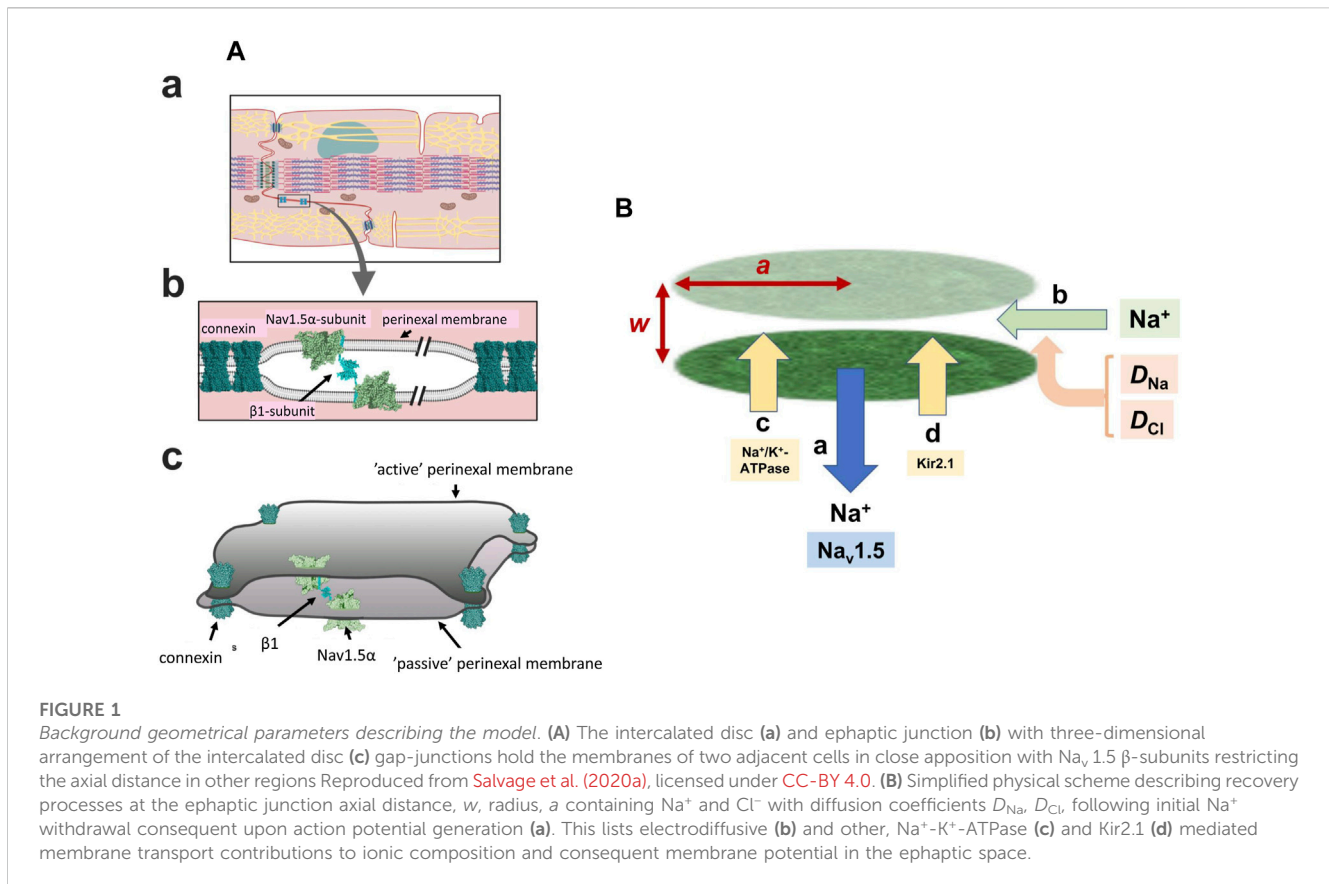 A
a
b
connexin
Nav1.5α-subunit
perinexal membrane
β1-subunit
c
'active' perinexal membrane
connexin s
β1
Nav1.5α
'passive' perinexal membrane
B
a
w
b
Na⁺
D_Na
D_Cl
c
Na⁺/K⁺-
ATPase
a
d
Kir2.1
Na⁺
Naᵥ1.5
FIGURE 1
Background geometrical parameters describing the model. (A) The intercalated disc (a) and ephaptic junction (b) with three-dimensional
arrangement of the intercalated disc (c) gap-junctions hold the membranes of two adjacent cells in close apposition with Naᵥ 1.5 β-subunits restricting
the axial distance in other regions Reproduced from Salvage et al. (2020a), licensed under CC-BY 4.0. (B) Simplified physical scheme describing recovery
processes at the ephaptic junction axial distance, w, radius, a containing Na⁺ and Cl⁻ with diffusion coefficients D_Na, D_Cl, following initial Na⁺
withdrawal consequent upon action potential generation (a). This lists electrodiffusive (b) and other, Na⁺-K⁺-ATPase (c) and Kir2.1 (d) mediated
membrane transport contributions to ionic composition and consequent membrane potential in the ephaptic space.